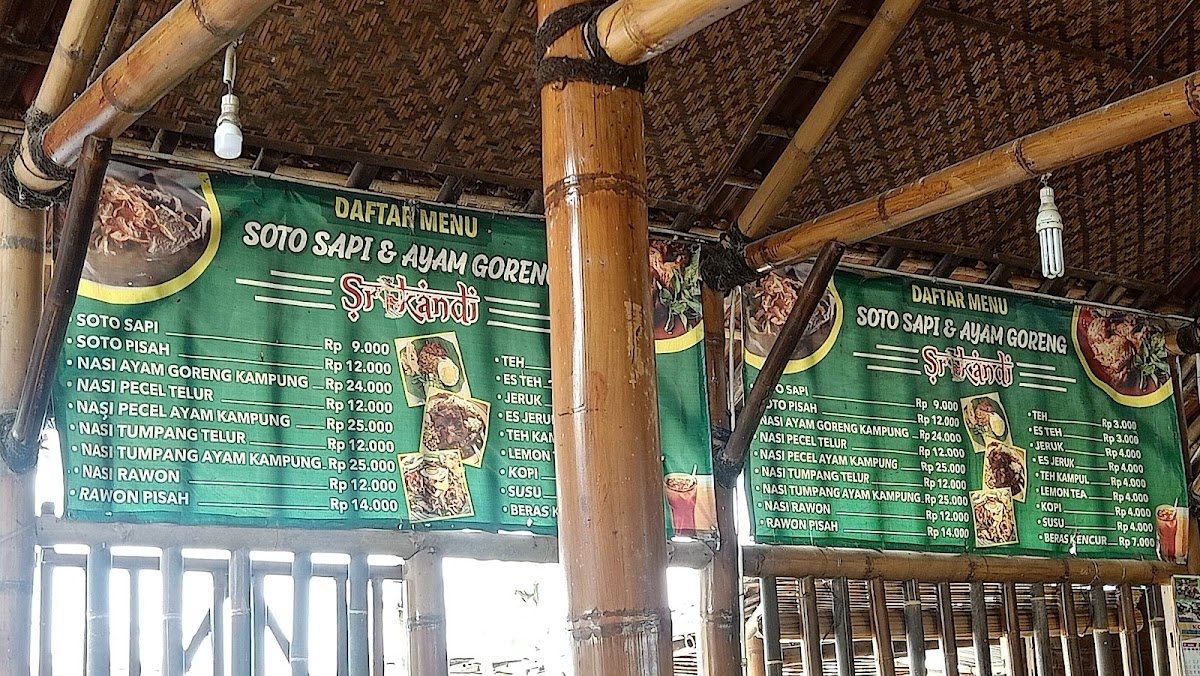 DAFTAR MENU
SOTO SAPI & AYAM GORENG
Srikandi
• SOTO SAPI Rp 9.000
• SOTO PISAH Rp 12.000
• NASI AYAM GORENG KAMPUNG Rp 24.000
• NASI PECEL TELUR Rp 12.000
• NASI PECEL AYAM KAMPUNG Rp 25.000
• NASI TUMPANG TELUR Rp 12.000
• NASI TUMPANG AYAM KAMPUNG Rp 25.000
• NASI RAWON Rp 12.000
• RAWON PISAH Rp 14.000
• TEH
• ES TEH
• JERUK
• ES JERUK
• TEH KAM
• LEMON
• KOPI
• SUSU
• BERAS K
DAFTAR MENU
SOTO SAPI & AYAM GORENG
Srikandi
SOTO SAPI Rp 9.000
SOTO PISAH Rp 12.000
NASI AYAM GORENG KAMPUNG Rp 24.000
• NASI PECEL TELUR Rp 12.000
• NASI PECEL AYAM KAMPUNG Rp 25.000
• NASI TUMPANG TELUR Rp 12.000
• NASI TUMPANG AYAM KAMPUNG Rp 25.000
• NASI RAWON Rp 12.000
• RAWON PISAH Rp 14.000
• TEH Rp 3.000
• ES TEH Rp 3.000
• JERUK Rp 4.000
• ES JERUK Rp 4.000
• TEH KAMPUL Rp 4.000
• LEMON TEA Rp 4.000
• KOPI Rp 4.000
• SUSU Rp 4.000
• BERAS KENCUR Rp 7.000